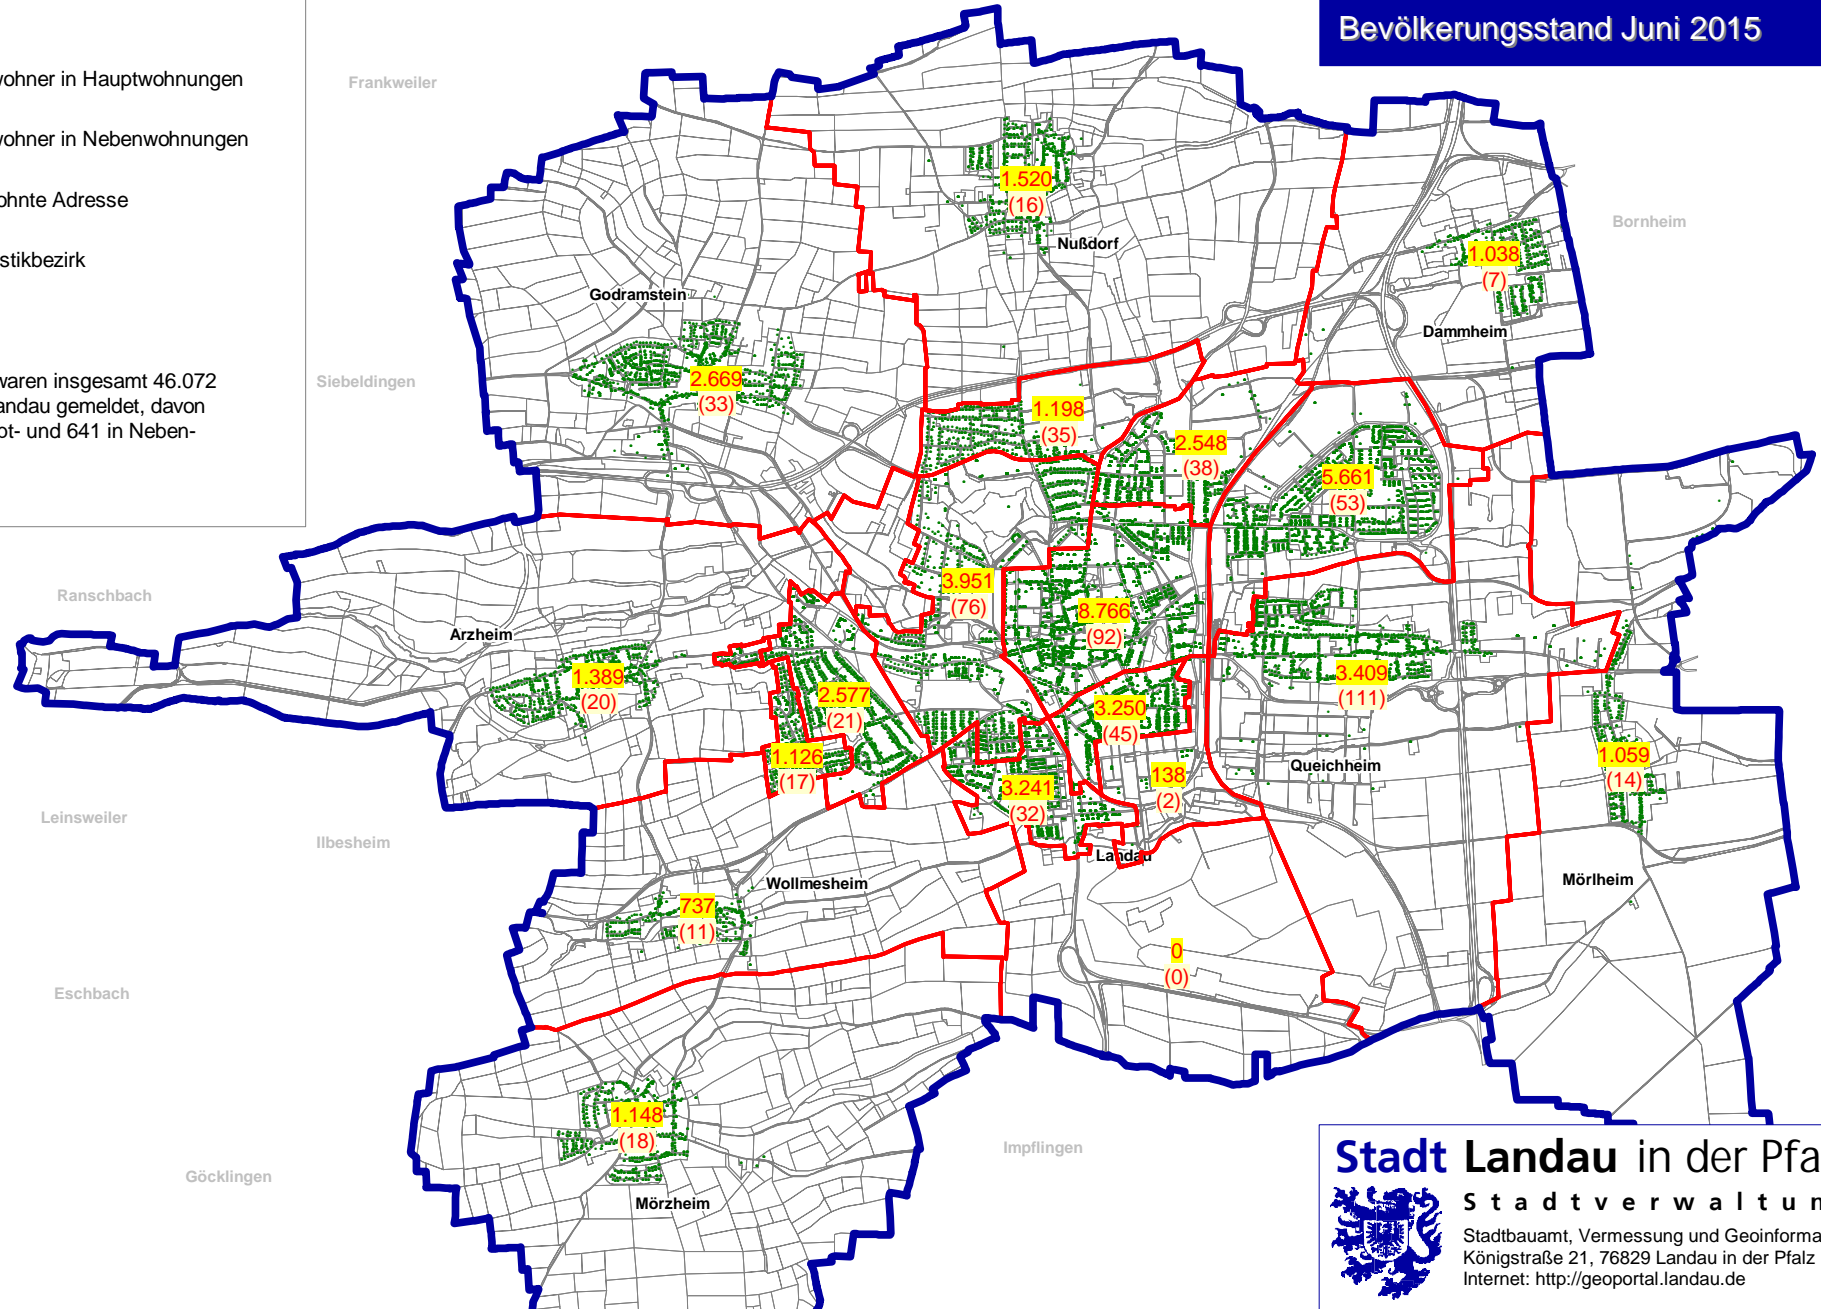 Bevölkerungsstand Juni 2015
wohner in Hauptwohnungen
wohner in Nebenwohnungen
ohnte Adresse
stikbezirk
waren insgesamt 46.072
andau gemeldet, davon
pt- und 641 in Neben-
Frankweiler
Bornheim
Siebeldingen
Ranschbach
Leinsweiler
Ilbesheim
Eschbach
Göcklingen
Impflingen
1.520
(16)
Nußdorf
1.038
(7)
Dammheim
Godramstein
2.669
(33)
1.198
(35)
2.548
(38)
5.661
(53)
3.951
(76)
8.766
(92)
Arzheim
1.389
(20)
2.577
(21)
1.126
(17)
3.250
(45)
3.409
(111)
Queichheim
138
(2)
3.241
(32)
Landau
1.059
(14)
Mörlheim
Wollmesheim
737
(11)
0
(0)
1.148
(18)
Mörzheim
Stadt Landau in der Pfa
Stadtverwaltun
Stadtbauamt, Vermessung und Geoinforma
Königstraße 21, 76829 Landau in der Pfalz
Internet: http://geoportal.landau.de